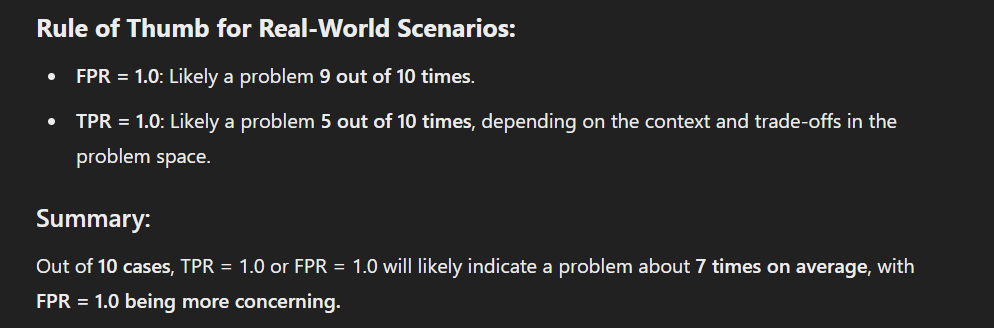 Rule of Thumb for Real-World Scenarios:
• FPR = 1.0: Likely a problem 9 out of 10 times.
• TPR = 1.0: Likely a problem 5 out of 10 times, depending on the context and trade-offs in the
problem space.
Summary:
Out of 10 cases, TPR = 1.0 or FPR = 1.0 will likely indicate a problem about 7 times on average, with
FPR = 1.0 being more concerning.